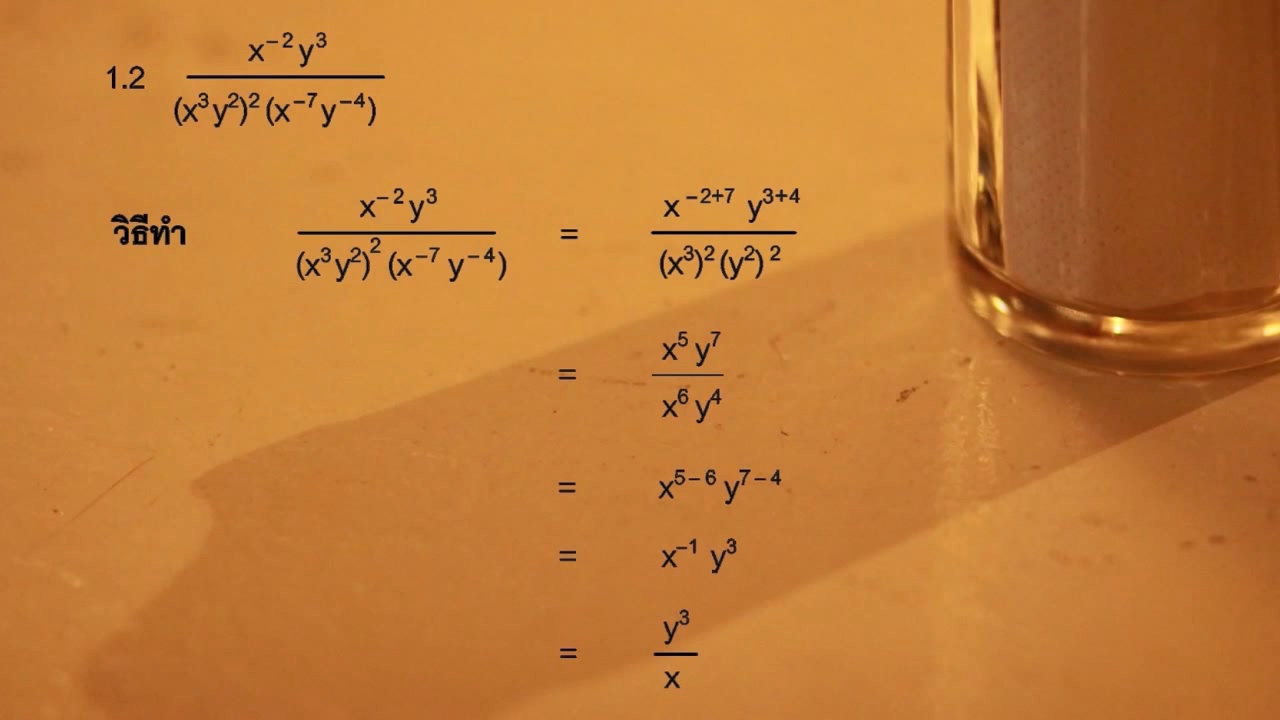 1.2 x⁻²y³ / (x³y²)²(x⁻⁷y⁻⁴)
วิธีทำ x⁻²y³ / (x³y²)²(x⁻⁷y⁻⁴) = x⁻²⁺⁷ y³⁺⁴ / (x³)²(y²)²
= x⁵y⁷ / x⁶y⁴
= x⁵⁻⁶ y⁷⁻⁴
= x⁻¹ y³
= y³ / x